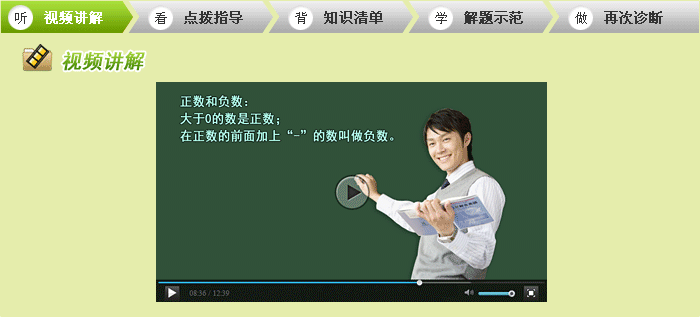 听 视频讲解 看 点拨指导 背 知识清单 学 解题示范 做 再次诊断
视频讲解
正数和负数：
大于0的数是正数；
在正数的前面加上“-”的数叫做负数。
08:36 / 12:39